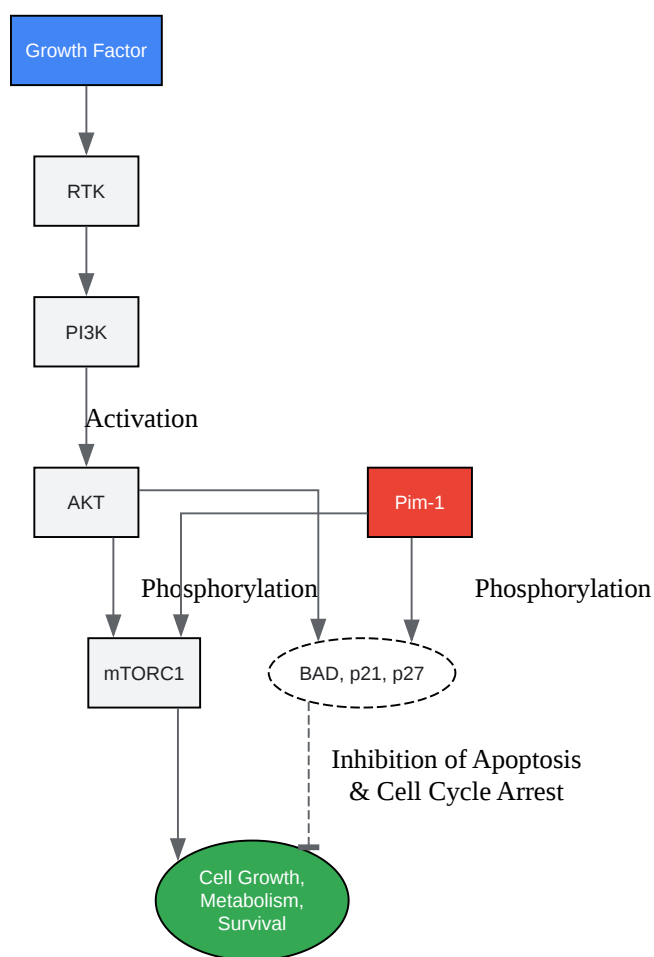 Growth Factor
RTK
PI3K
Activation
AKT
Pim-1
Phosphorylation
Phosphorylation
mTORC1
BAD, p21, p27
Inhibition of Apoptosis
& Cell Cycle Arrest
Cell Growth,
Metabolism,
Survival